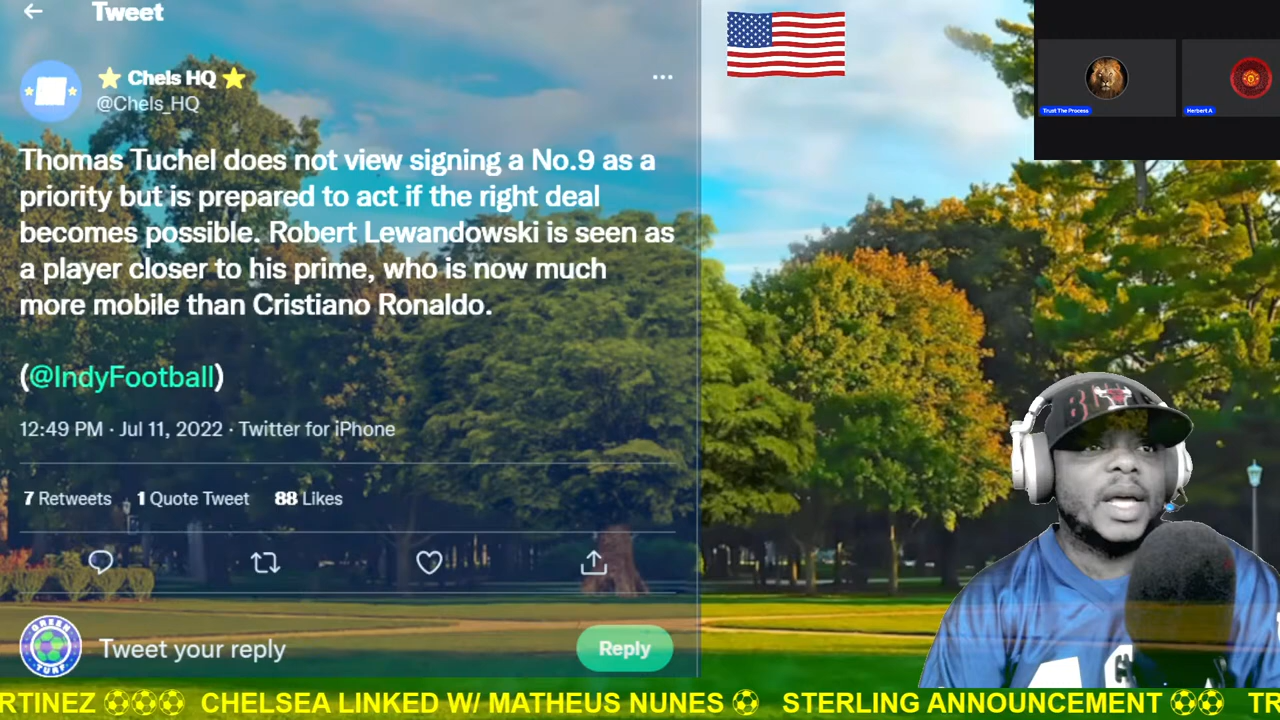 Tweet
Chels HQ
@Chels_HQ
Thomas Tuchel does not view signing a No.9 as a
priority but is prepared to act if the right deal
becomes possible. Robert Lewandowski is seen as
a player closer to his prime, who is now much
more mobile than Cristiano Ronaldo.
(@IndyFootball)
12:49 PM · Jul 11, 2022 · Twitter for iPhone
7 Retweets 1 Quote Tweet 88 Likes
GREEN TURF
Tweet your reply
Reply
Trust The Process
Herbert A
RTINEZ ⚽⚽⚽ CHELSEA LINKED W/ MATHEUS NUNES ⚽ STERLING ANNOUNCEMENT ⚽⚽ TR